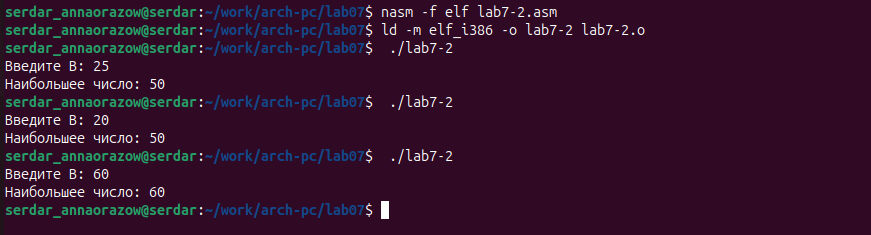 serdar_annaorazow@serdar:~/work/arch-pc/lab07$ nasm -f elf lab7-2.asm
serdar_annaorazow@serdar:~/work/arch-pc/lab07$ ld -m elf_i386 -o lab7-2 lab7-2.o
serdar_annaorazow@serdar:~/work/arch-pc/lab07$  ./lab7-2
Введите B: 25
Наибольшее число: 50
serdar_annaorazow@serdar:~/work/arch-pc/lab07$  ./lab7-2
Введите B: 20
Наибольшее число: 50
serdar_annaorazow@serdar:~/work/arch-pc/lab07$  ./lab7-2
Введите B: 60
Наибольшее число: 60
serdar_annaorazow@serdar:~/work/arch-pc/lab07$